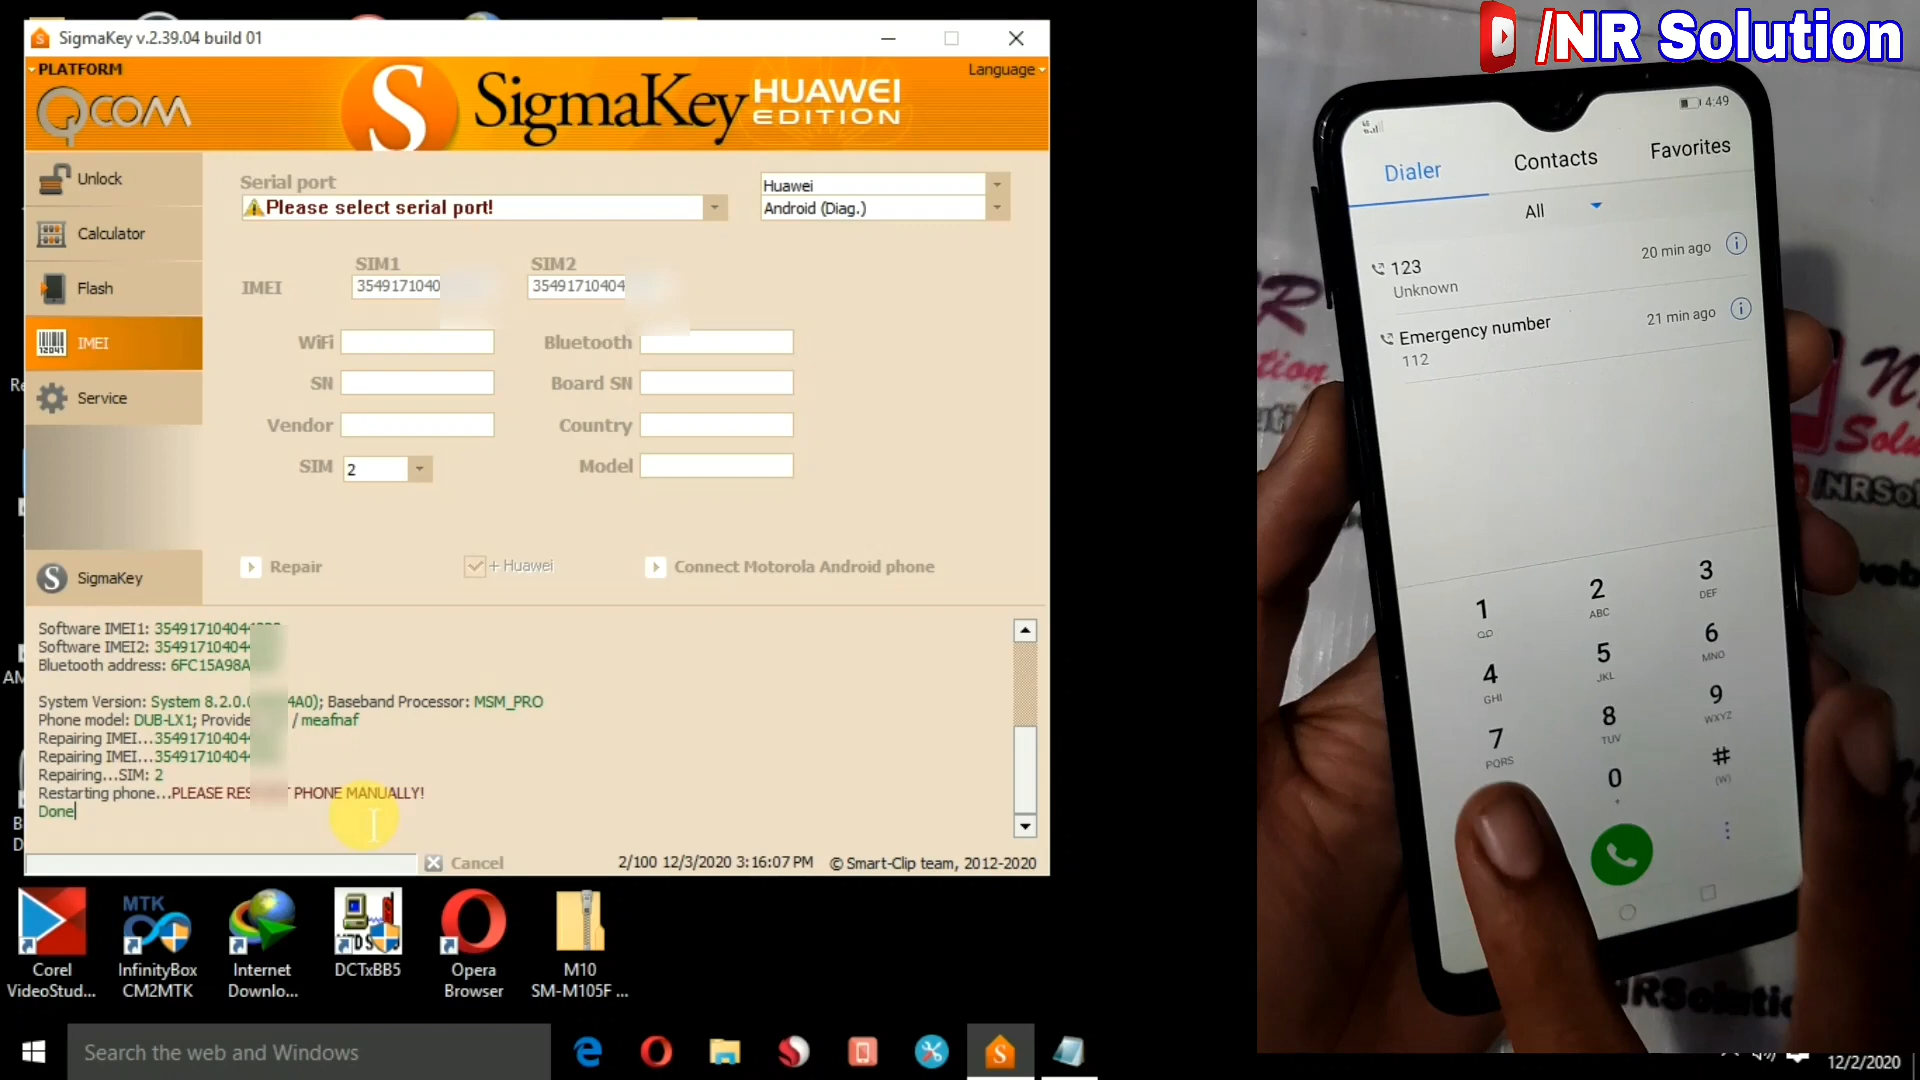 SigmaKey v.2.39.04 build 01
PLATFORM
QCOM
S SigmaKey HUAWEI EDITION
Language
Unlock
Calculator
Flash
IMEI
Service
SigmaKey
Serial port
Please select serial port!
Huawei
Android (Diag.)
SIM1
SIM2
IMEI
3549171040
35491710404
WiFi
Bluetooth
SN
Board SN
Vendor
Country
SIM
2
Model
Repair
+ Huawei
Connect Motorola Android phone
Software IMEI1: 35491710404
Software IMEI2: 35491710404
Bluetooth address: 6FC15A98A
System Version: System 8.2.0. 4A0); Baseband Processor: MSM_PRO
Phone model: DUB-LX1; Provide / meafnaf
Repairing IMEI...35491710404
Repairing IMEI...35491710404
Repairing...SIM: 2
Restarting phone...PLEASE RES PHONE MANUALLY!
Done
Cancel
2/100 12/3/2020 3:16:07 PM
© Smart-Clip team, 2012-2020
Corel VideoStud...
InfinityBox CM2MTK
Internet Downlo...
DCTxBB5
Opera Browser
M10 SM-M105F ...
MTK
Search the web and Windows
12/2/2020
/NR Solution
4:49
Dialer
Contacts
Favorites
All
123
Unknown
20 min ago
Emergency number
112
21 min ago
1
2 ABC
3 DEF
4 GHI
5 JKL
6 MNO
7 PQRS
8 TUV
9 WXYZ
0 +
# (W)